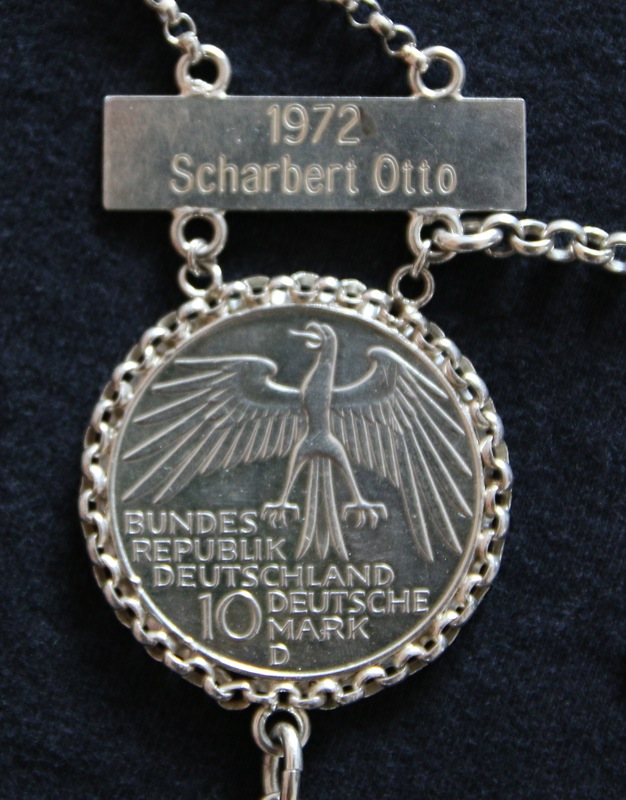 1972
Scharbert Otto
BUNDES
REPUBLIK
DEUTSCHLAND
10 DEUTSCHE
MARK
D